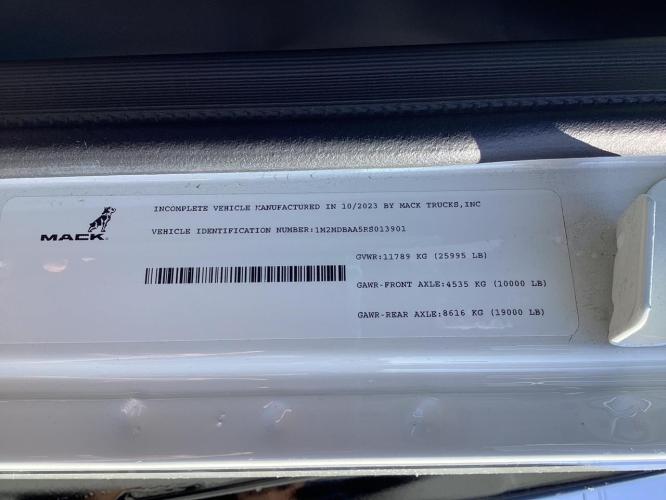 INCOMPLETE VEHICLE MANUFACTURED IN 10/2023 BY MACK TRUCKS,INC
MACK
VEHICLE IDENTIFICATION NUMBER:1M2MDBAA5RS013901
GVWR:11789 KG (25995 LB)
GAWR-FRONT AXLE:4535 KG (10000 LB)
GAWR-REAR AXLE:8616 KG (19000 LB)